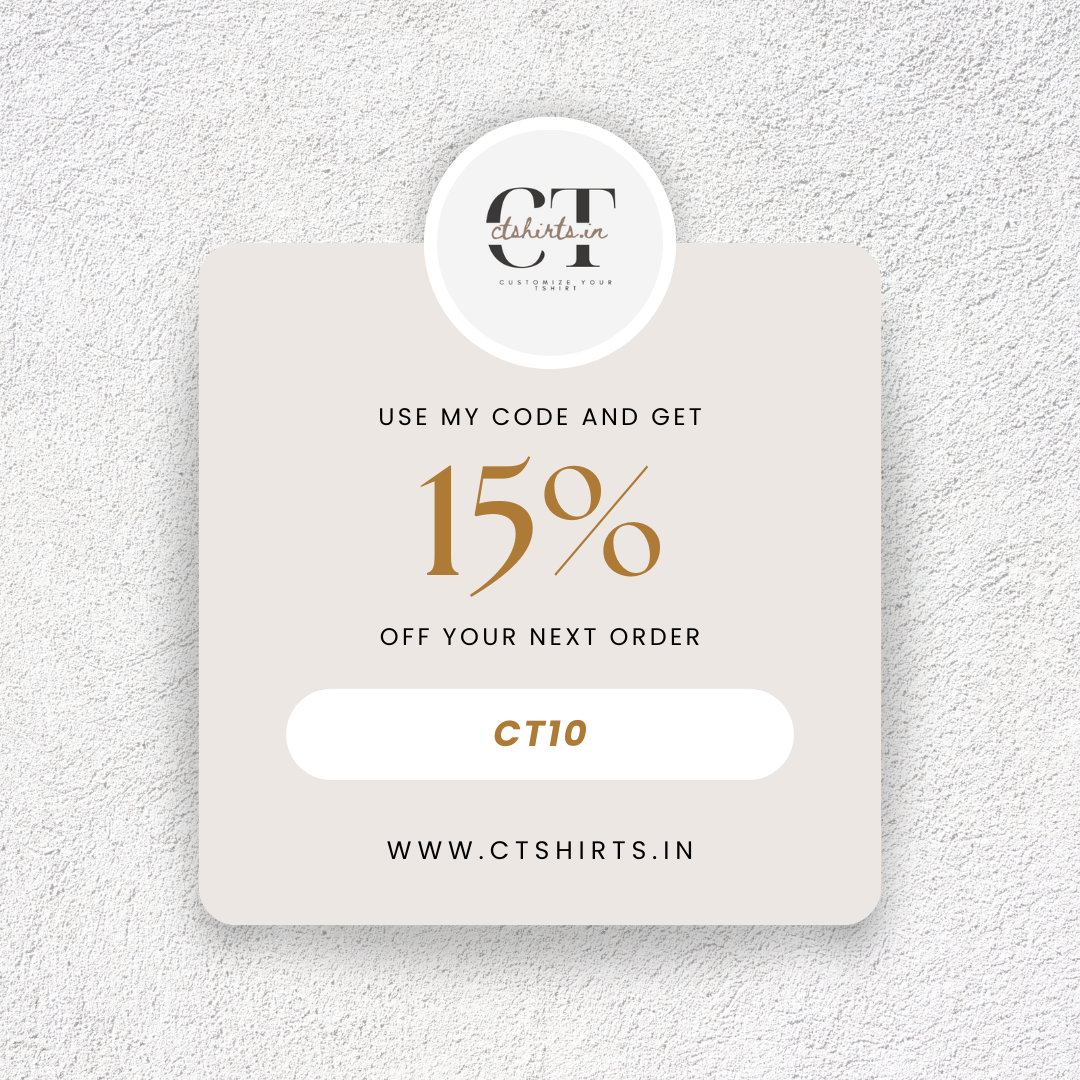 CT
ctshirts.in
CUSTOMIZE YOUR
TSHIRT
USE MY CODE AND GET
15%
OFF YOUR NEXT ORDER
CT10
WWW.CTSHIRTS.IN